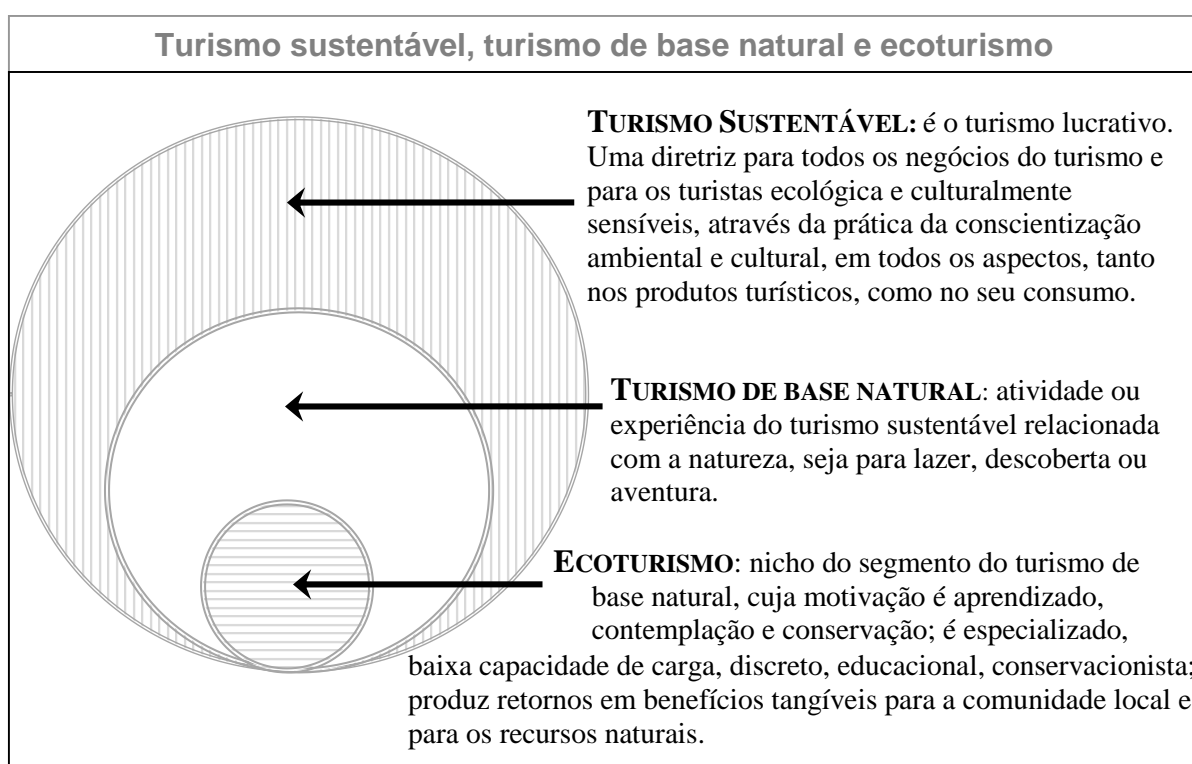 Turismo sustentável, turismo de base natural e ecoturismo
TURISMO SUSTENTÁVEL: é o turismo lucrativo.
Uma diretriz para todos os negócios do turismo e
para os turistas ecológica e culturalmente
sensíveis, através da prática da conscientização
ambiental e cultural, em todos os aspectos, tanto
nos produtos turísticos, como no seu consumo.
TURISMO DE BASE NATURAL: atividade ou
experiência do turismo sustentável relacionada
com a natureza, seja para lazer, descoberta ou
aventura.
ECOTURISMO: nicho do segmento do turismo de
base natural, cuja motivação é aprendizado,
contemplação e conservação; é especializado,
baixa capacidade de carga, discreto, educacional, conservacionista;
produz retornos em benefícios tangíveis para a comunidade local e
para os recursos naturais.